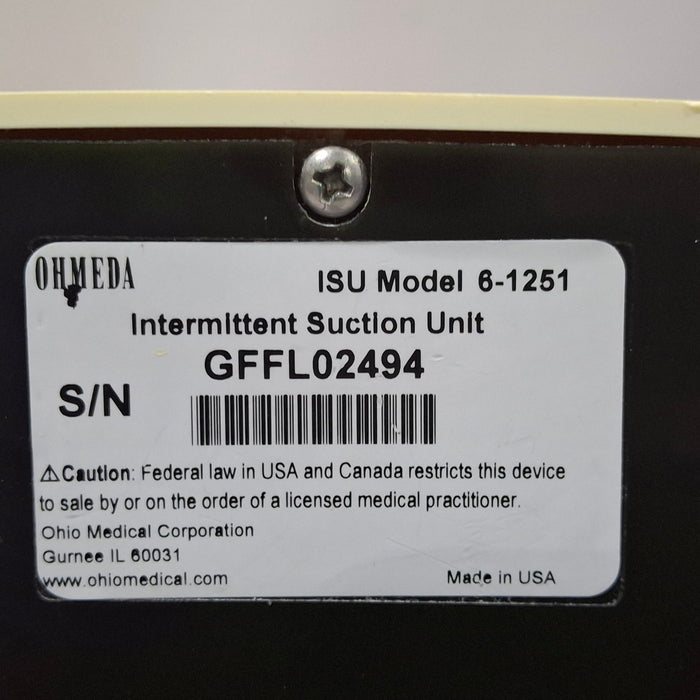 OHMEDA
ISU Model 6-1251
Intermittent Suction Unit
GFFL02494
S/N
⚠Caution: Federal law in USA and Canada restricts this device
to sale by or on the order of a licensed medical practitioner.
Ohio Medical Corporation
Gurnee IL 60031
www.ohiomedical.com
Made in USA